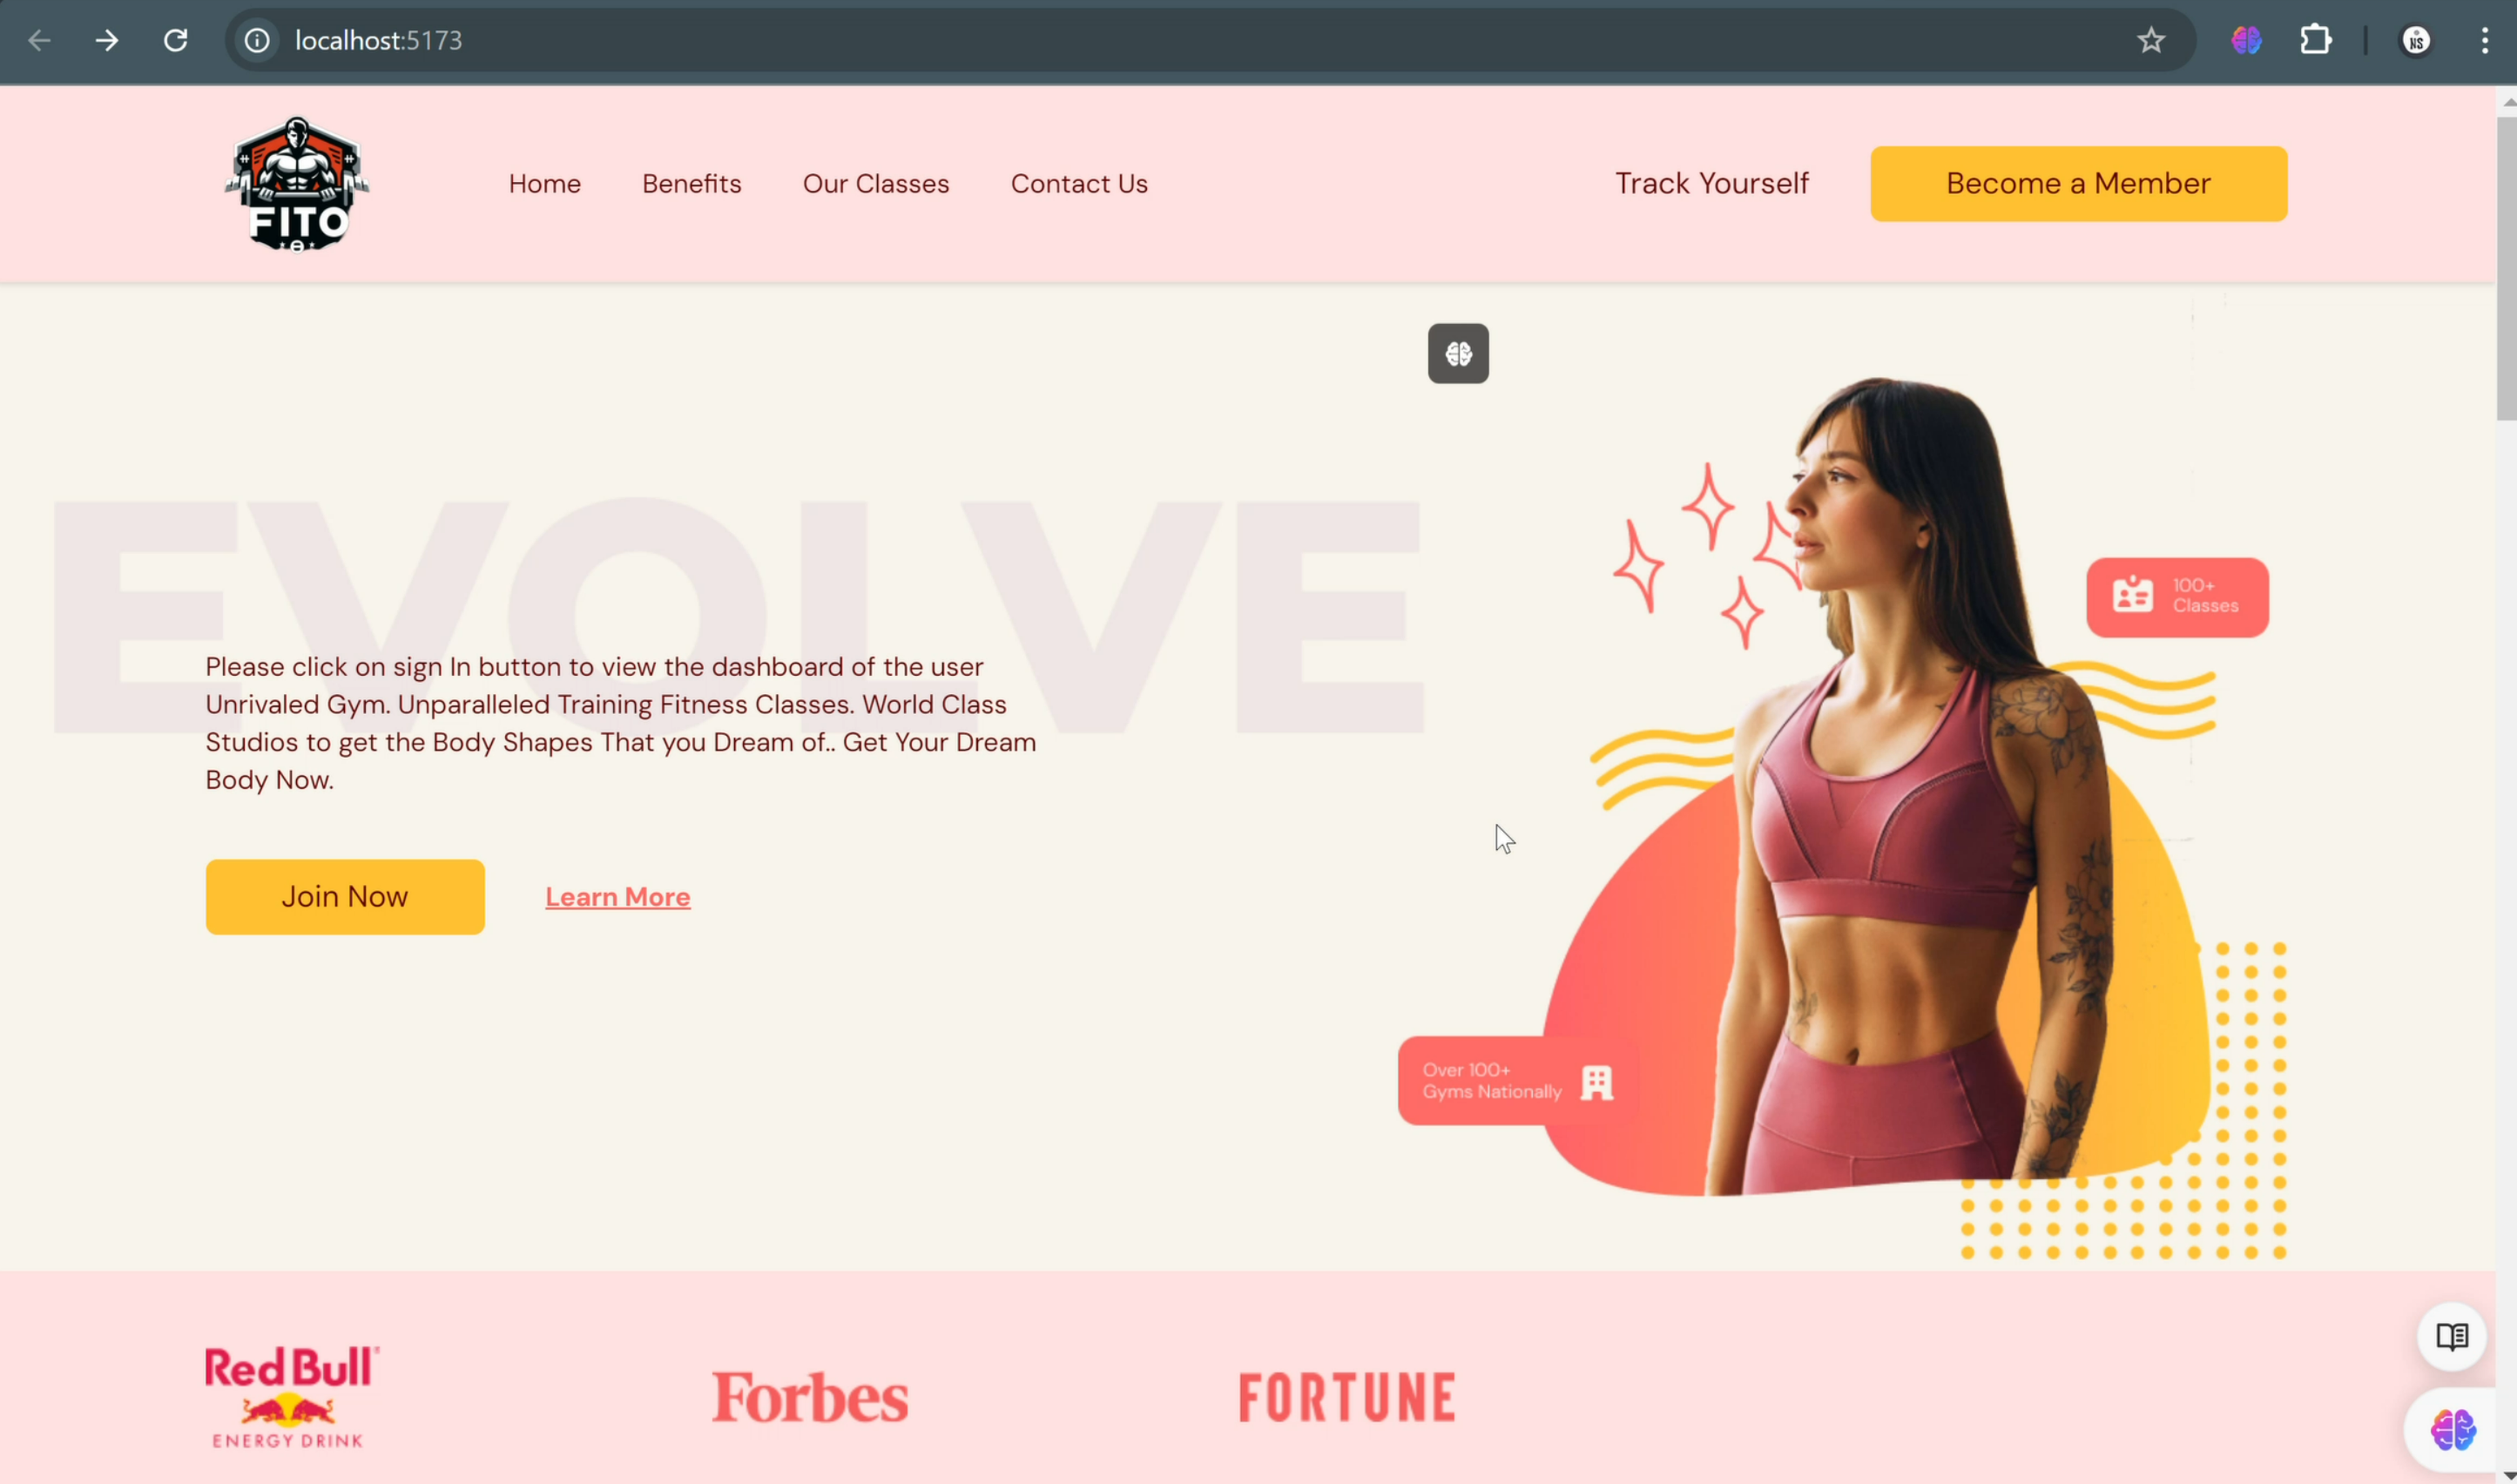 localhost:5173
NS
FITO
Home Benefits Our Classes Contact Us Track Yourself Become a Member
EVOLVE
Please click on sign In button to view the dashboard of the user
Unrivaled Gym. Unparalleled Training Fitness Classes. World Class
Studios to get the Body Shapes That you Dream of.. Get Your Dream
Body Now.
Join Now Learn More
100+
Classes
Over 100+
Gyms Nationally
Red Bull®
ENERGY DRINK
Forbes
FORTUNE